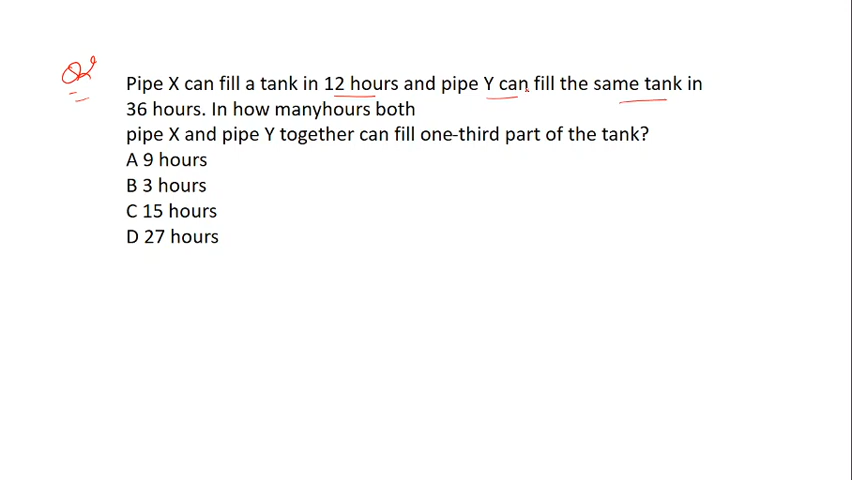 Pipe X can fill a tank in 12 hours and pipe Y can fill the same tank in
36 hours. In how manyhours both
pipe X and pipe Y together can fill one-third part of the tank?
A 9 hours
B 3 hours
C 15 hours
D 27 hours